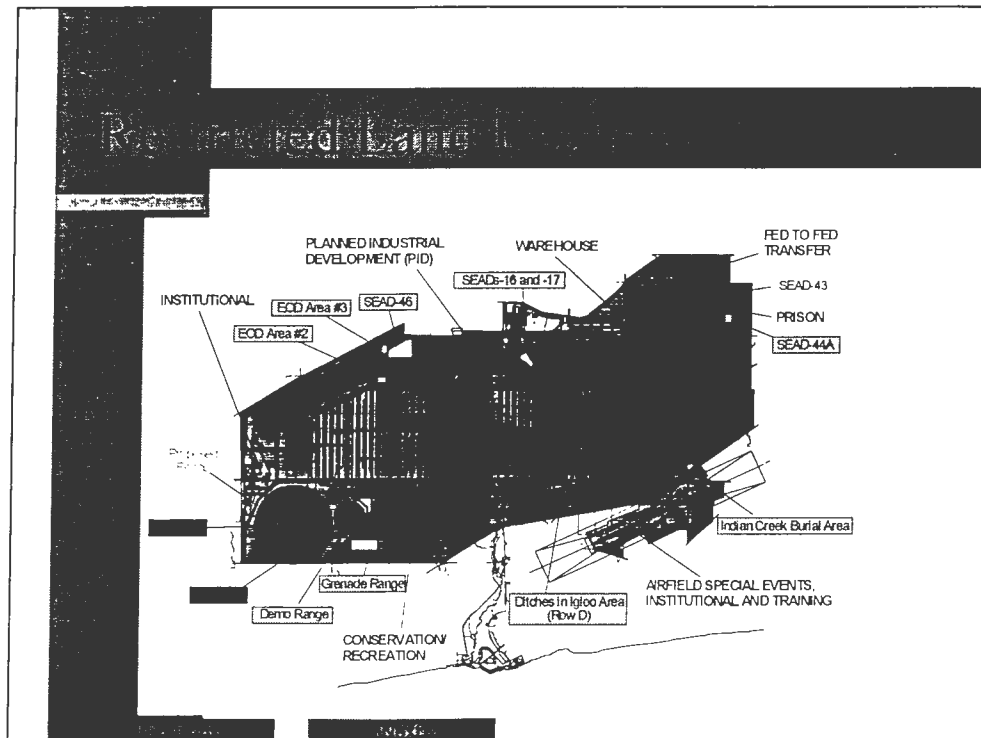 FED TO FED
TRANSFER
PLANNED INDUSTRIAL
DEVELOPMENT (PID)
WAREHOUSE
SEADs-16 and -17
SEAD-43
INSTITUTIONAL
EOD Area #3
SEAD-46
PRISON
EOD Area #2
SEAD-44A
Indian Creek Burial Area
Grenade Range
Ditches in Igloo Area
(Row D)
AIRFIELD SPECIAL EVENTS,
INSTITUTIONAL AND TRAINING
Demo Range
CONSERVATION/
RECREATION